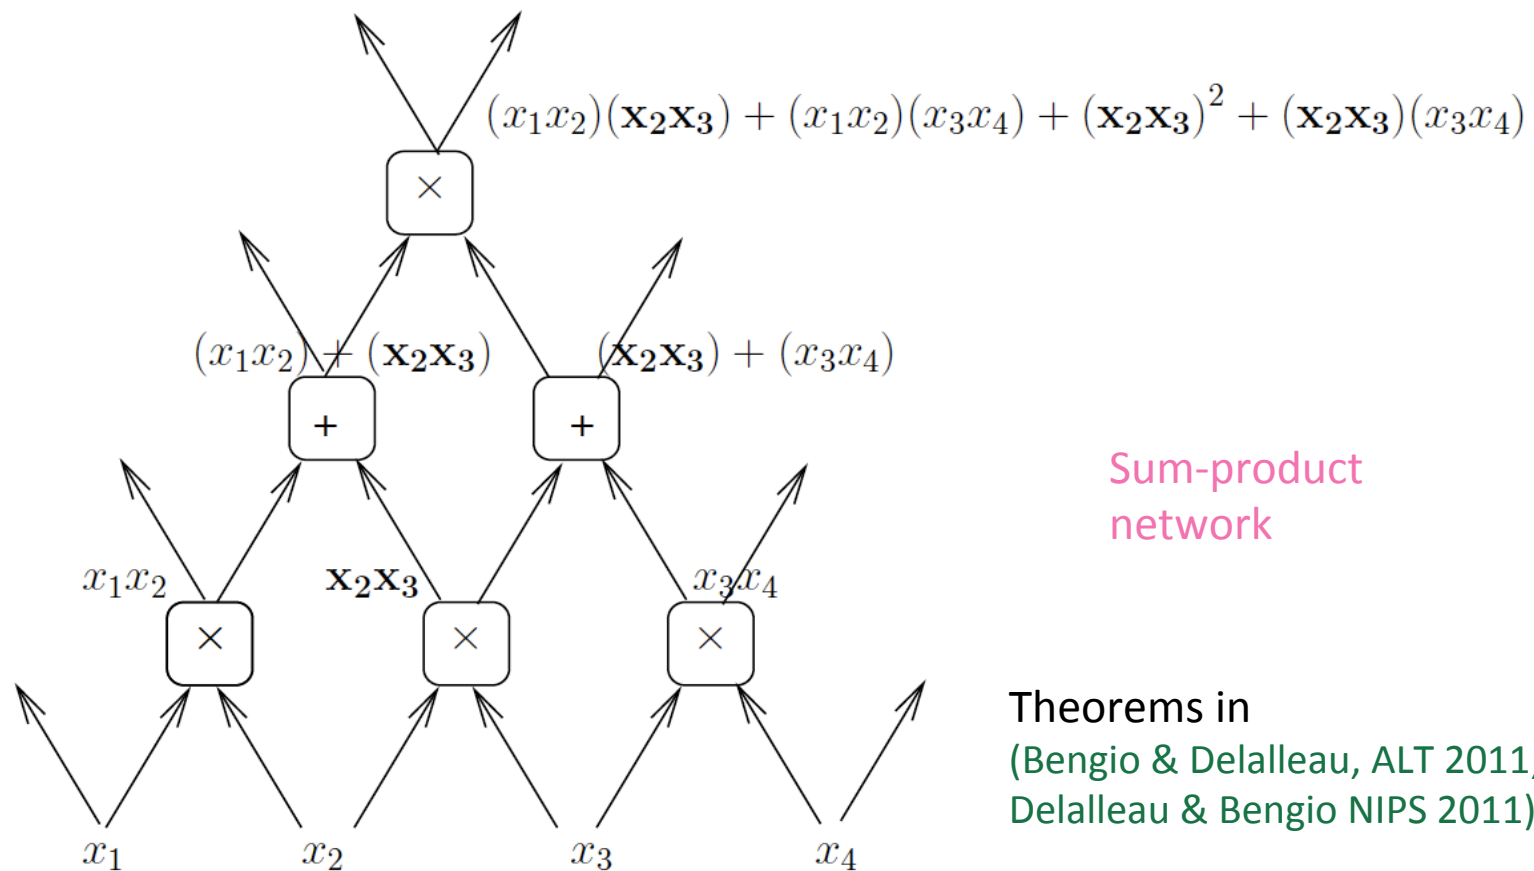 (x₁x₂)(𝐱₂𝐱₃) + (x₁x₂)(x₃x₄) + (𝐱₂𝐱₃)² + (𝐱₂𝐱₃)(x₃x₄)
×
(x₁x₂) + (𝐱₂𝐱₃) (𝐱₂𝐱₃) + (x₃x₄)
+ +
Sum-product
network
x₁x₂ 𝐱₂𝐱₃ x₃x₄
× × ×
Theorems in
(Bengio & Delalleau, ALT 2011,
Delalleau & Bengio NIPS 2011)
x₁ x₂ x₃ x₄